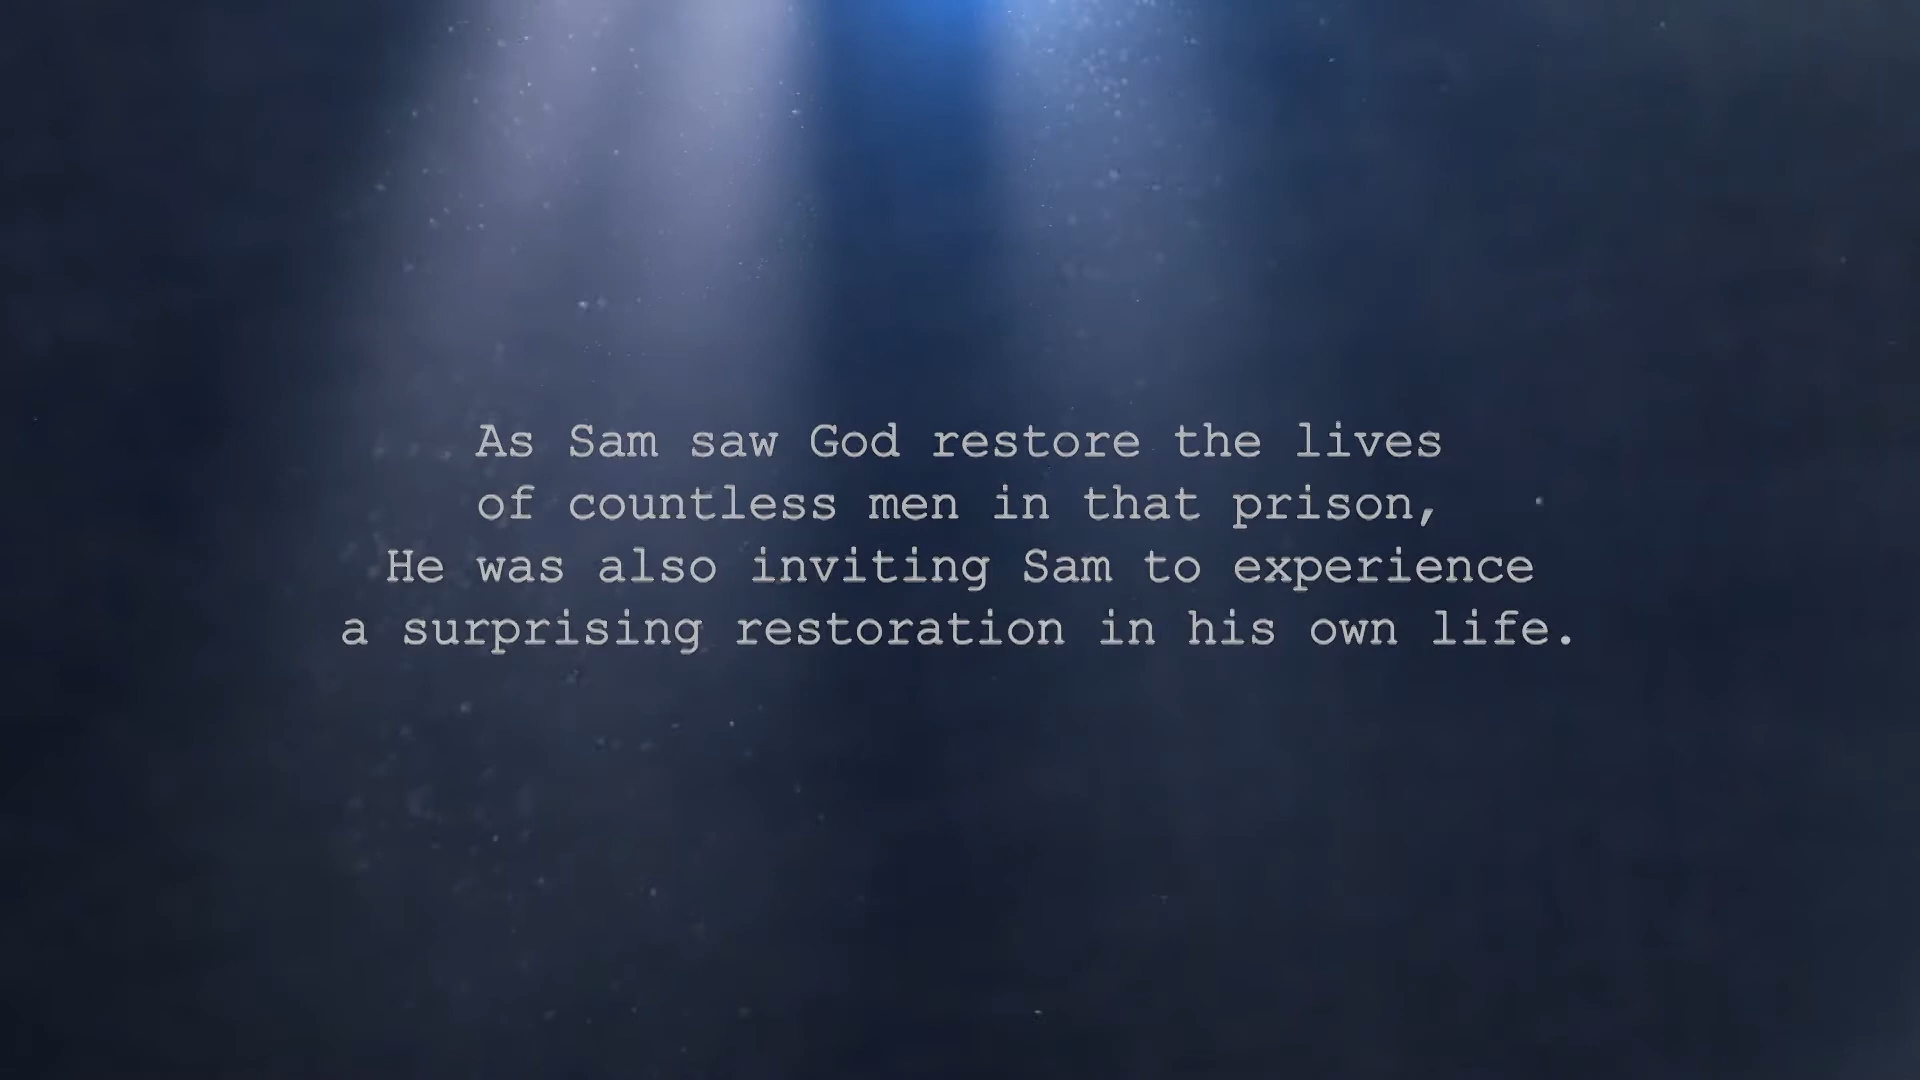 As Sam saw God restore the lives
of countless men in that prison,
He was also inviting Sam to experience
a surprising restoration in his own life.